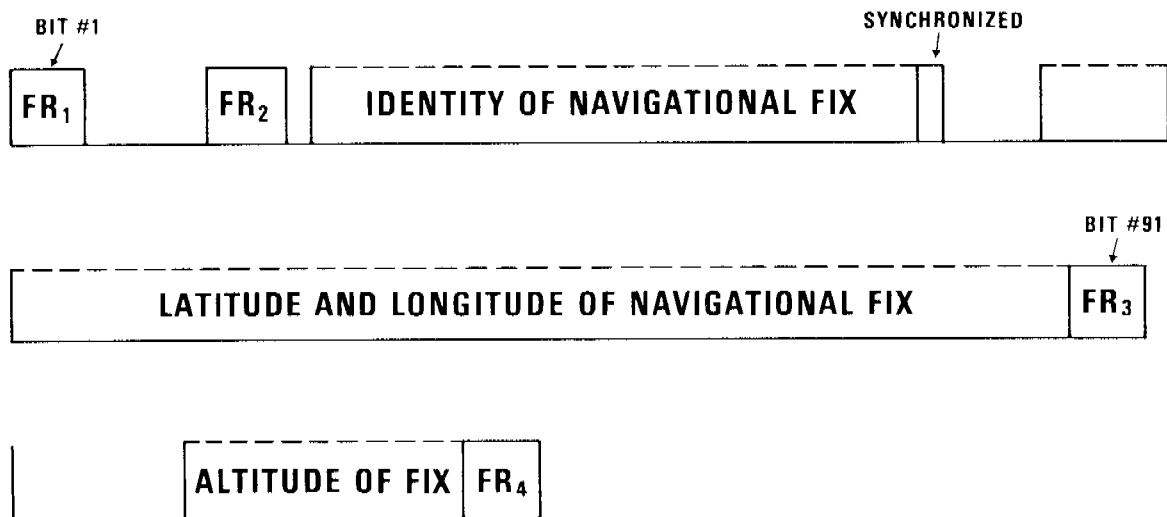 BIT #1
SYNCHRONIZED
FR₁ FR₂ IDENTITY OF NAVIGATIONAL FIX
BIT #91
LATITUDE AND LONGITUDE OF NAVIGATIONAL FIX FR₃
ALTITUDE OF FIX FR₄